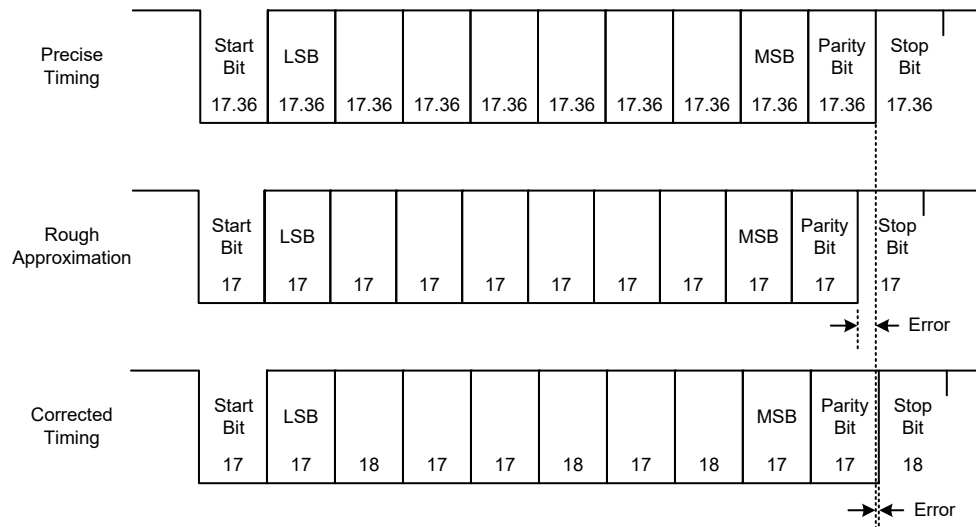 Precise
Timing
Start
Bit
LSB
MSB
Parity
Bit
Stop
Bit
17.36 17.36 17.36 17.36 17.36 17.36 17.36 17.36 17.36 17.36 17.36
Rough
Approximation
Start
Bit
LSB
MSB
Parity
Bit
Stop
Bit
17 17 17 17 17 17 17 17 17 17 17
Error
Corrected
Timing
Start
Bit
LSB
MSB
Parity
Bit
Stop
Bit
17 17 18 17 17 18 17 18 17 17 18
Error